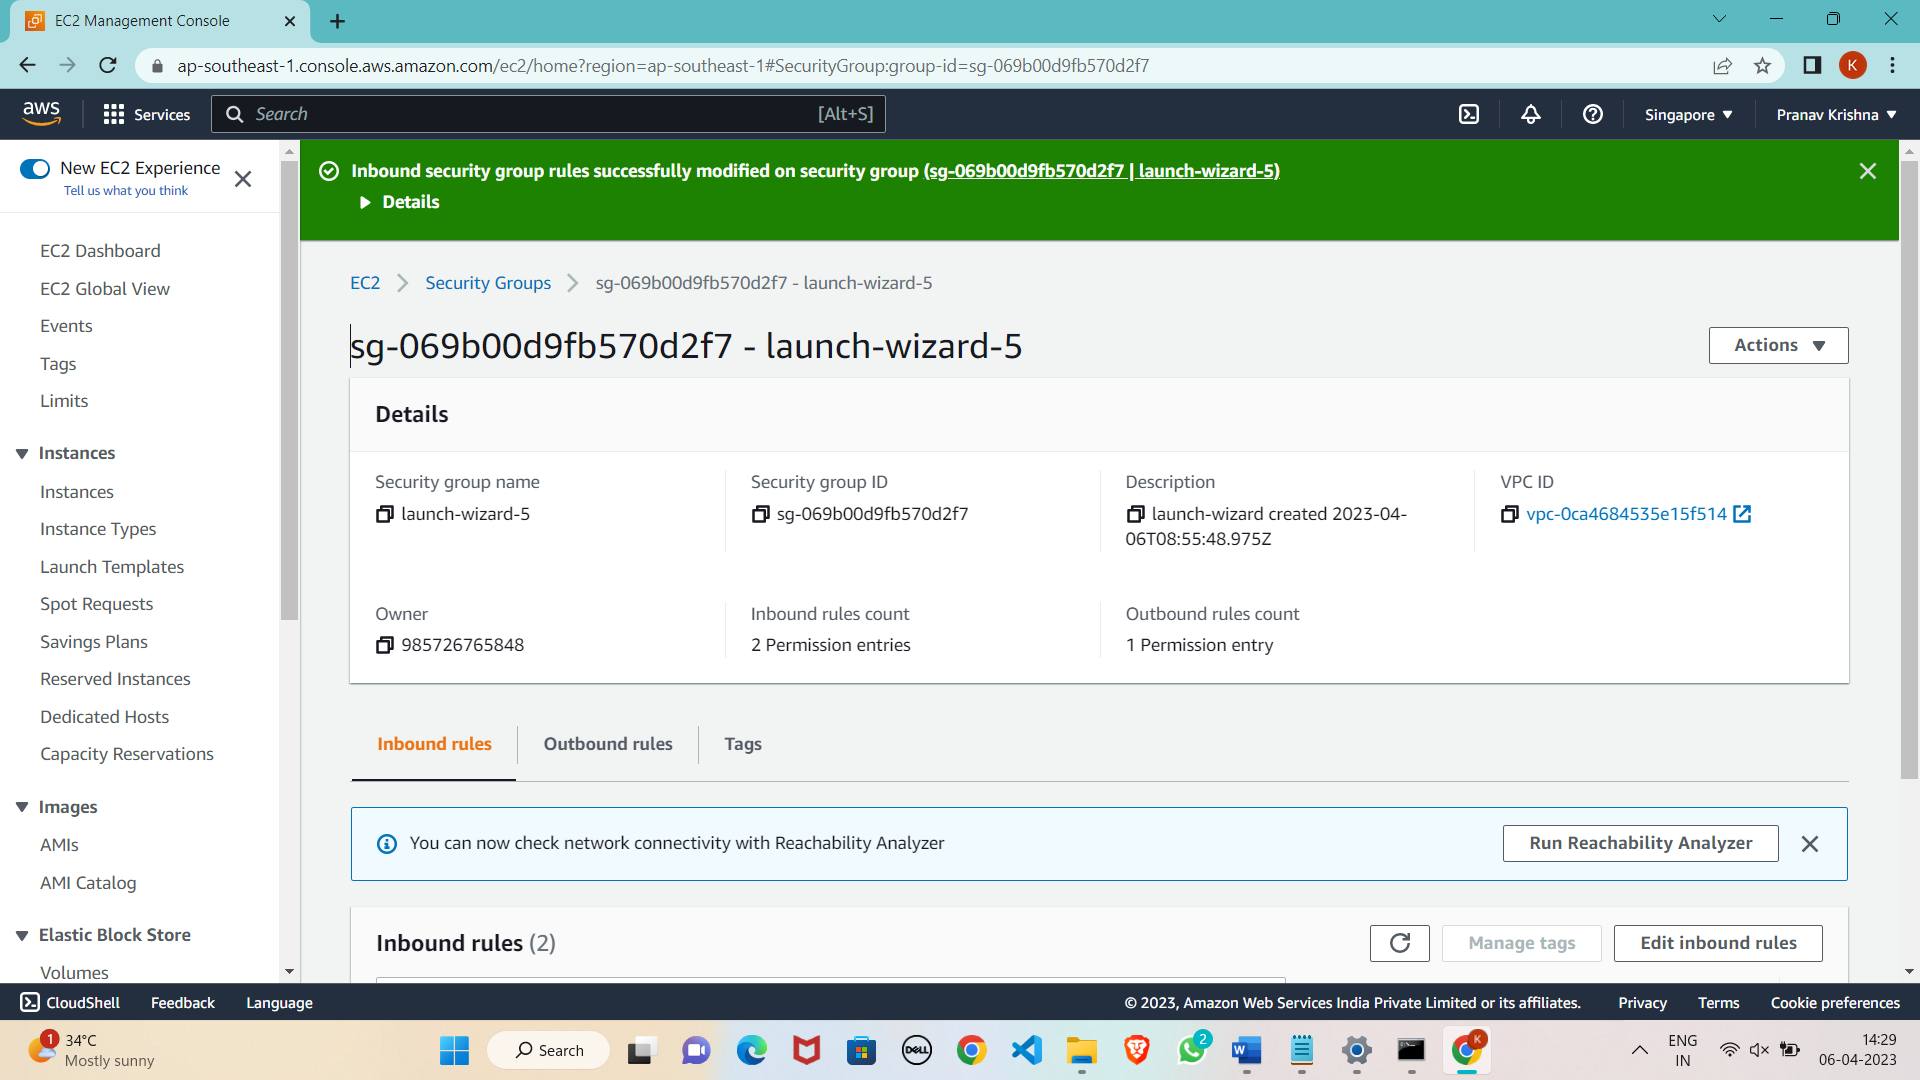 EC2 Management Console
ap-southeast-1.console.aws.amazon.com/ec2/home?region=ap-southeast-1#SecurityGroup:group-id=sg-069b00d9fb570d2f7
K
aws
Services
Search
[Alt+S]
Singapore
Pranav Krishna
New EC2 Experience
Tell us what you think
EC2 Dashboard
EC2 Global View
Events
Tags
Limits
Instances
Instances
Instance Types
Launch Templates
Spot Requests
Savings Plans
Reserved Instances
Dedicated Hosts
Capacity Reservations
Images
AMIs
AMI Catalog
Elastic Block Store
Volumes
Inbound security group rules successfully modified on security group (sg-069b00d9fb570d2f7 | launch-wizard-5)
Details
EC2
Security Groups
sg-069b00d9fb570d2f7 - launch-wizard-5
sg-069b00d9fb570d2f7 - launch-wizard-5
Actions
Details
Security group name
launch-wizard-5
Security group ID
sg-069b00d9fb570d2f7
Description
launch-wizard created 2023-04-
06T08:55:48.975Z
VPC ID
vpc-0ca4684535e15f514
Owner
985726765848
Inbound rules count
2 Permission entries
Outbound rules count
1 Permission entry
Inbound rules
Outbound rules
Tags
You can now check network connectivity with Reachability Analyzer
Run Reachability Analyzer
Inbound rules (2)
Manage tags
Edit inbound rules
CloudShell
Feedback
Language
© 2023, Amazon Web Services India Private Limited or its affiliates.
Privacy
Terms
Cookie preferences
1
34°C
Mostly sunny
Search
DELL
2
W
K
ENG
IN
14:29
06-04-2023